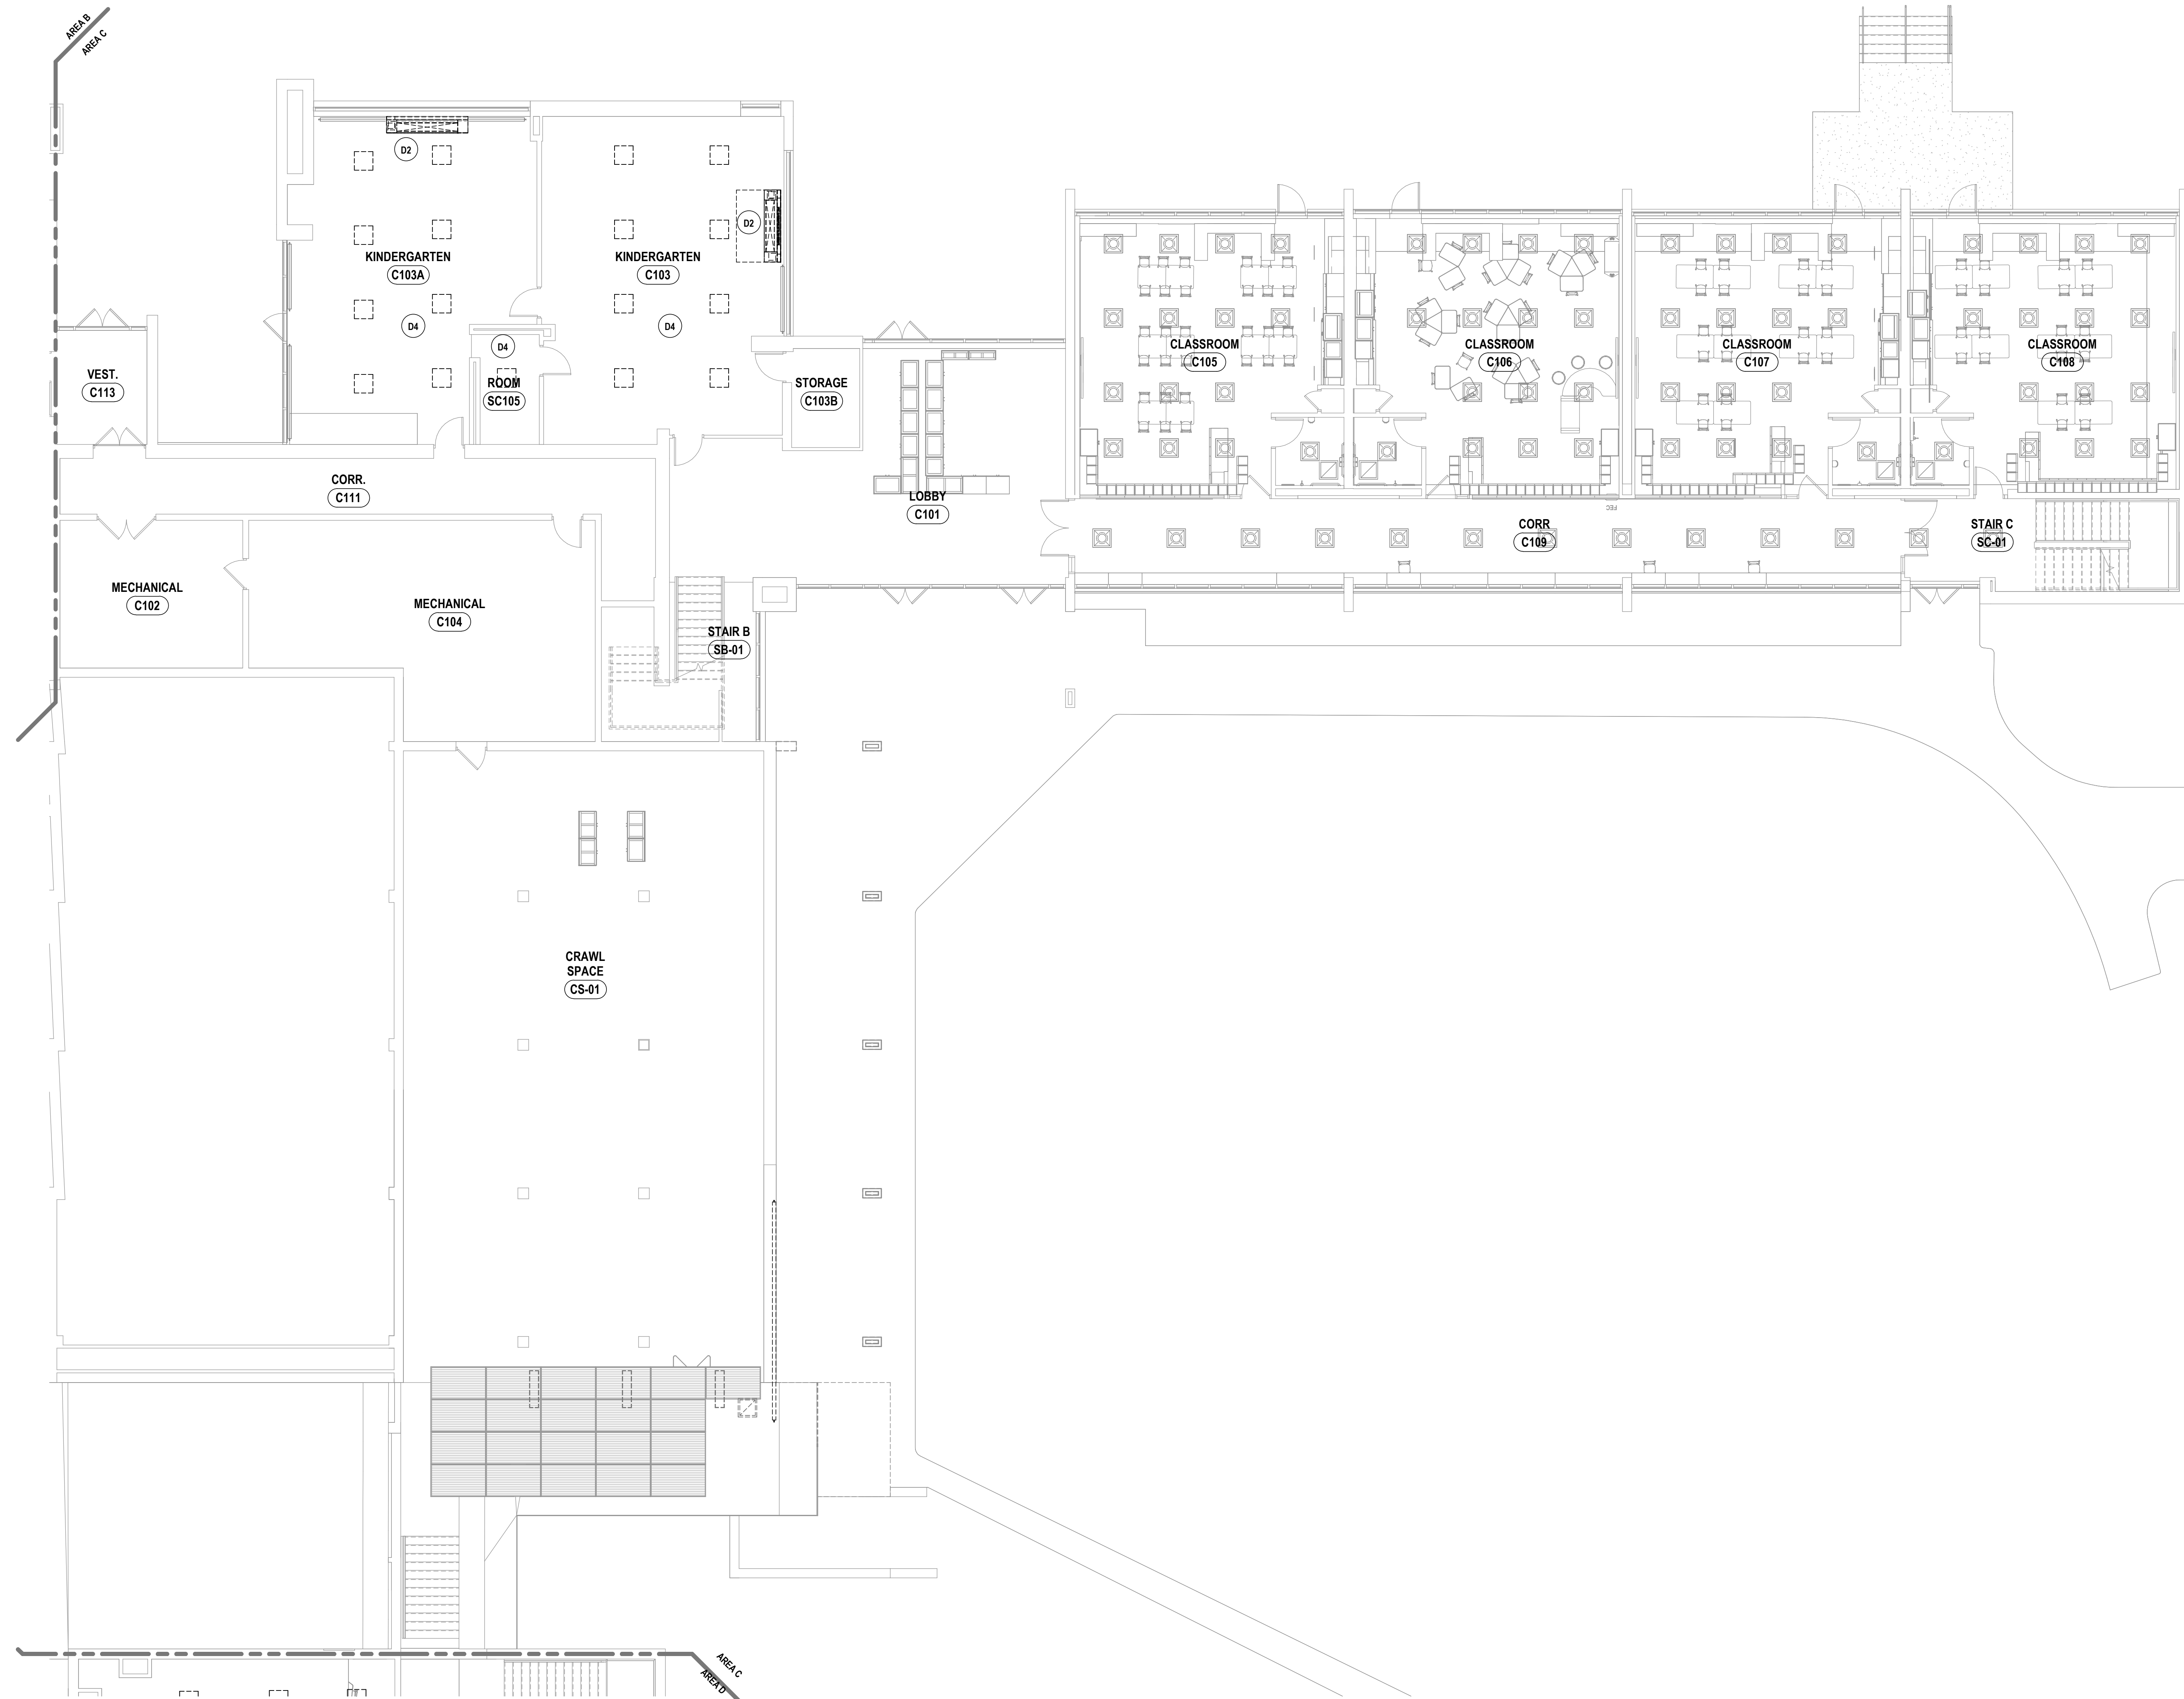 AREA B
AREA C
D2
D2
KINDERGARTEN
C103A
KINDERGARTEN
C103
D4
D4
D4
VEST.
C113
ROOM
SC105
STORAGE
C103B
CLASSROOM
C105
CLASSROOM
C106
CLASSROOM
C107
CLASSROOM
C108
CORR.
C111
LOBBY
C101
FEC
CORR
C109
STAIR C
SC-01
MECHANICAL
C102
MECHANICAL
C104
STAIR B
SB-01
CRAWL
SPACE
CS-01
AREA C
AREA D